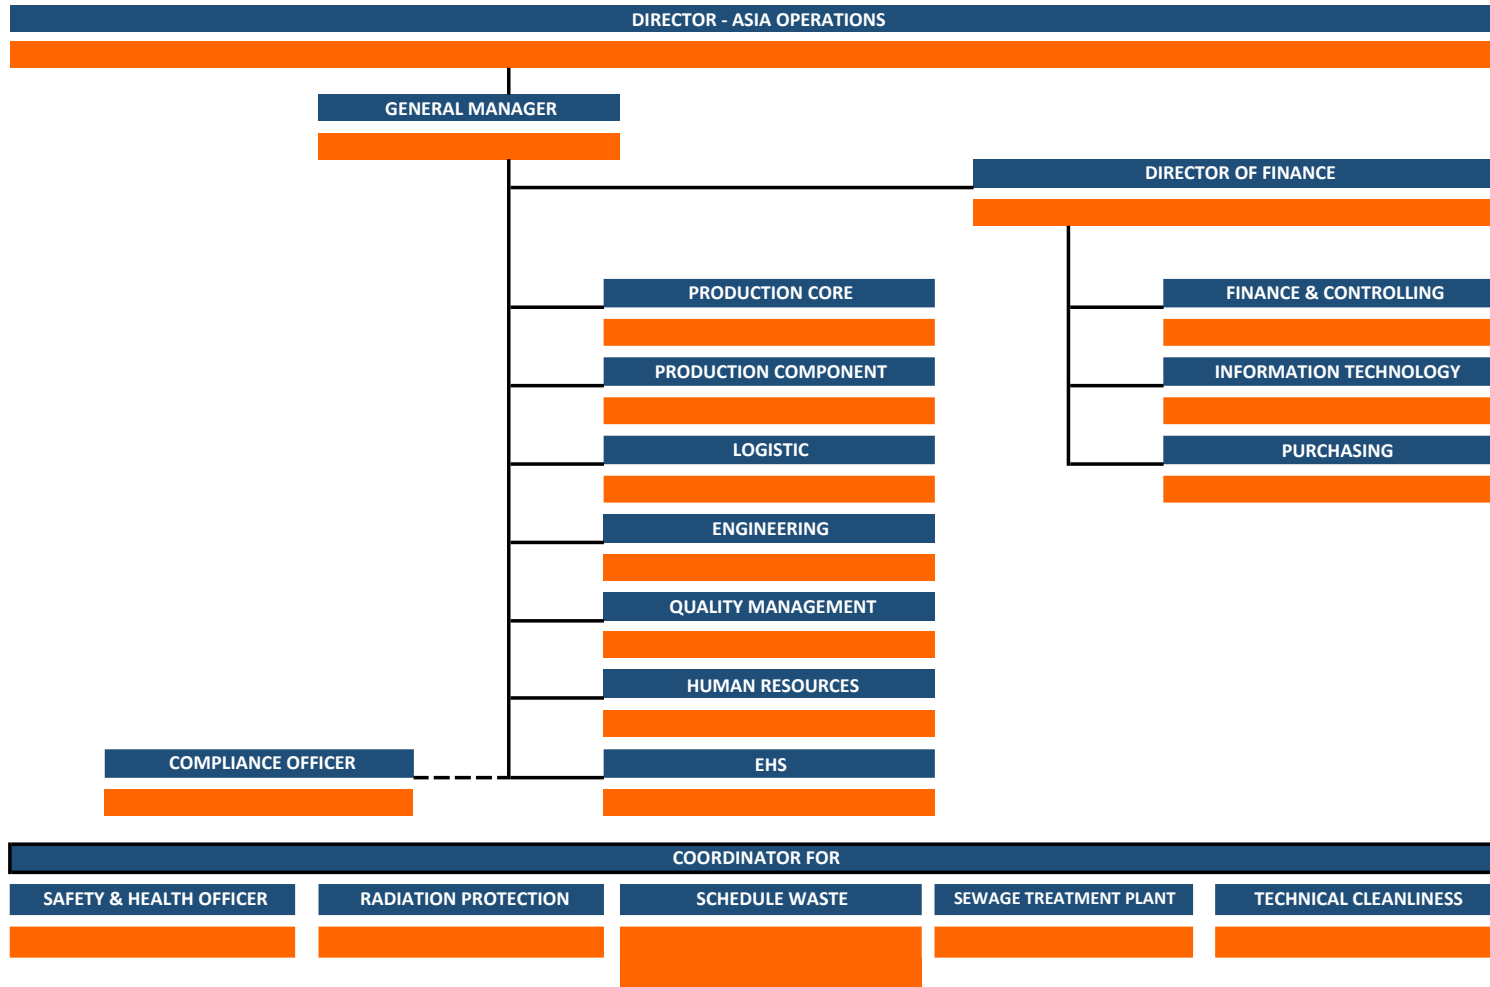 DIRECTOR - ASIA OPERATIONS
GENERAL MANAGER
DIRECTOR OF FINANCE
PRODUCTION CORE
FINANCE & CONTROLLING
PRODUCTION COMPONENT
INFORMATION TECHNOLOGY
LOGISTIC
PURCHASING
ENGINEERING
QUALITY MANAGEMENT
HUMAN RESOURCES
COMPLIANCE OFFICER
EHS
COORDINATOR FOR
SAFETY & HEALTH OFFICER
RADIATION PROTECTION
SCHEDULE WASTE
SEWAGE TREATMENT PLANT
TECHNICAL CLEANLINESS